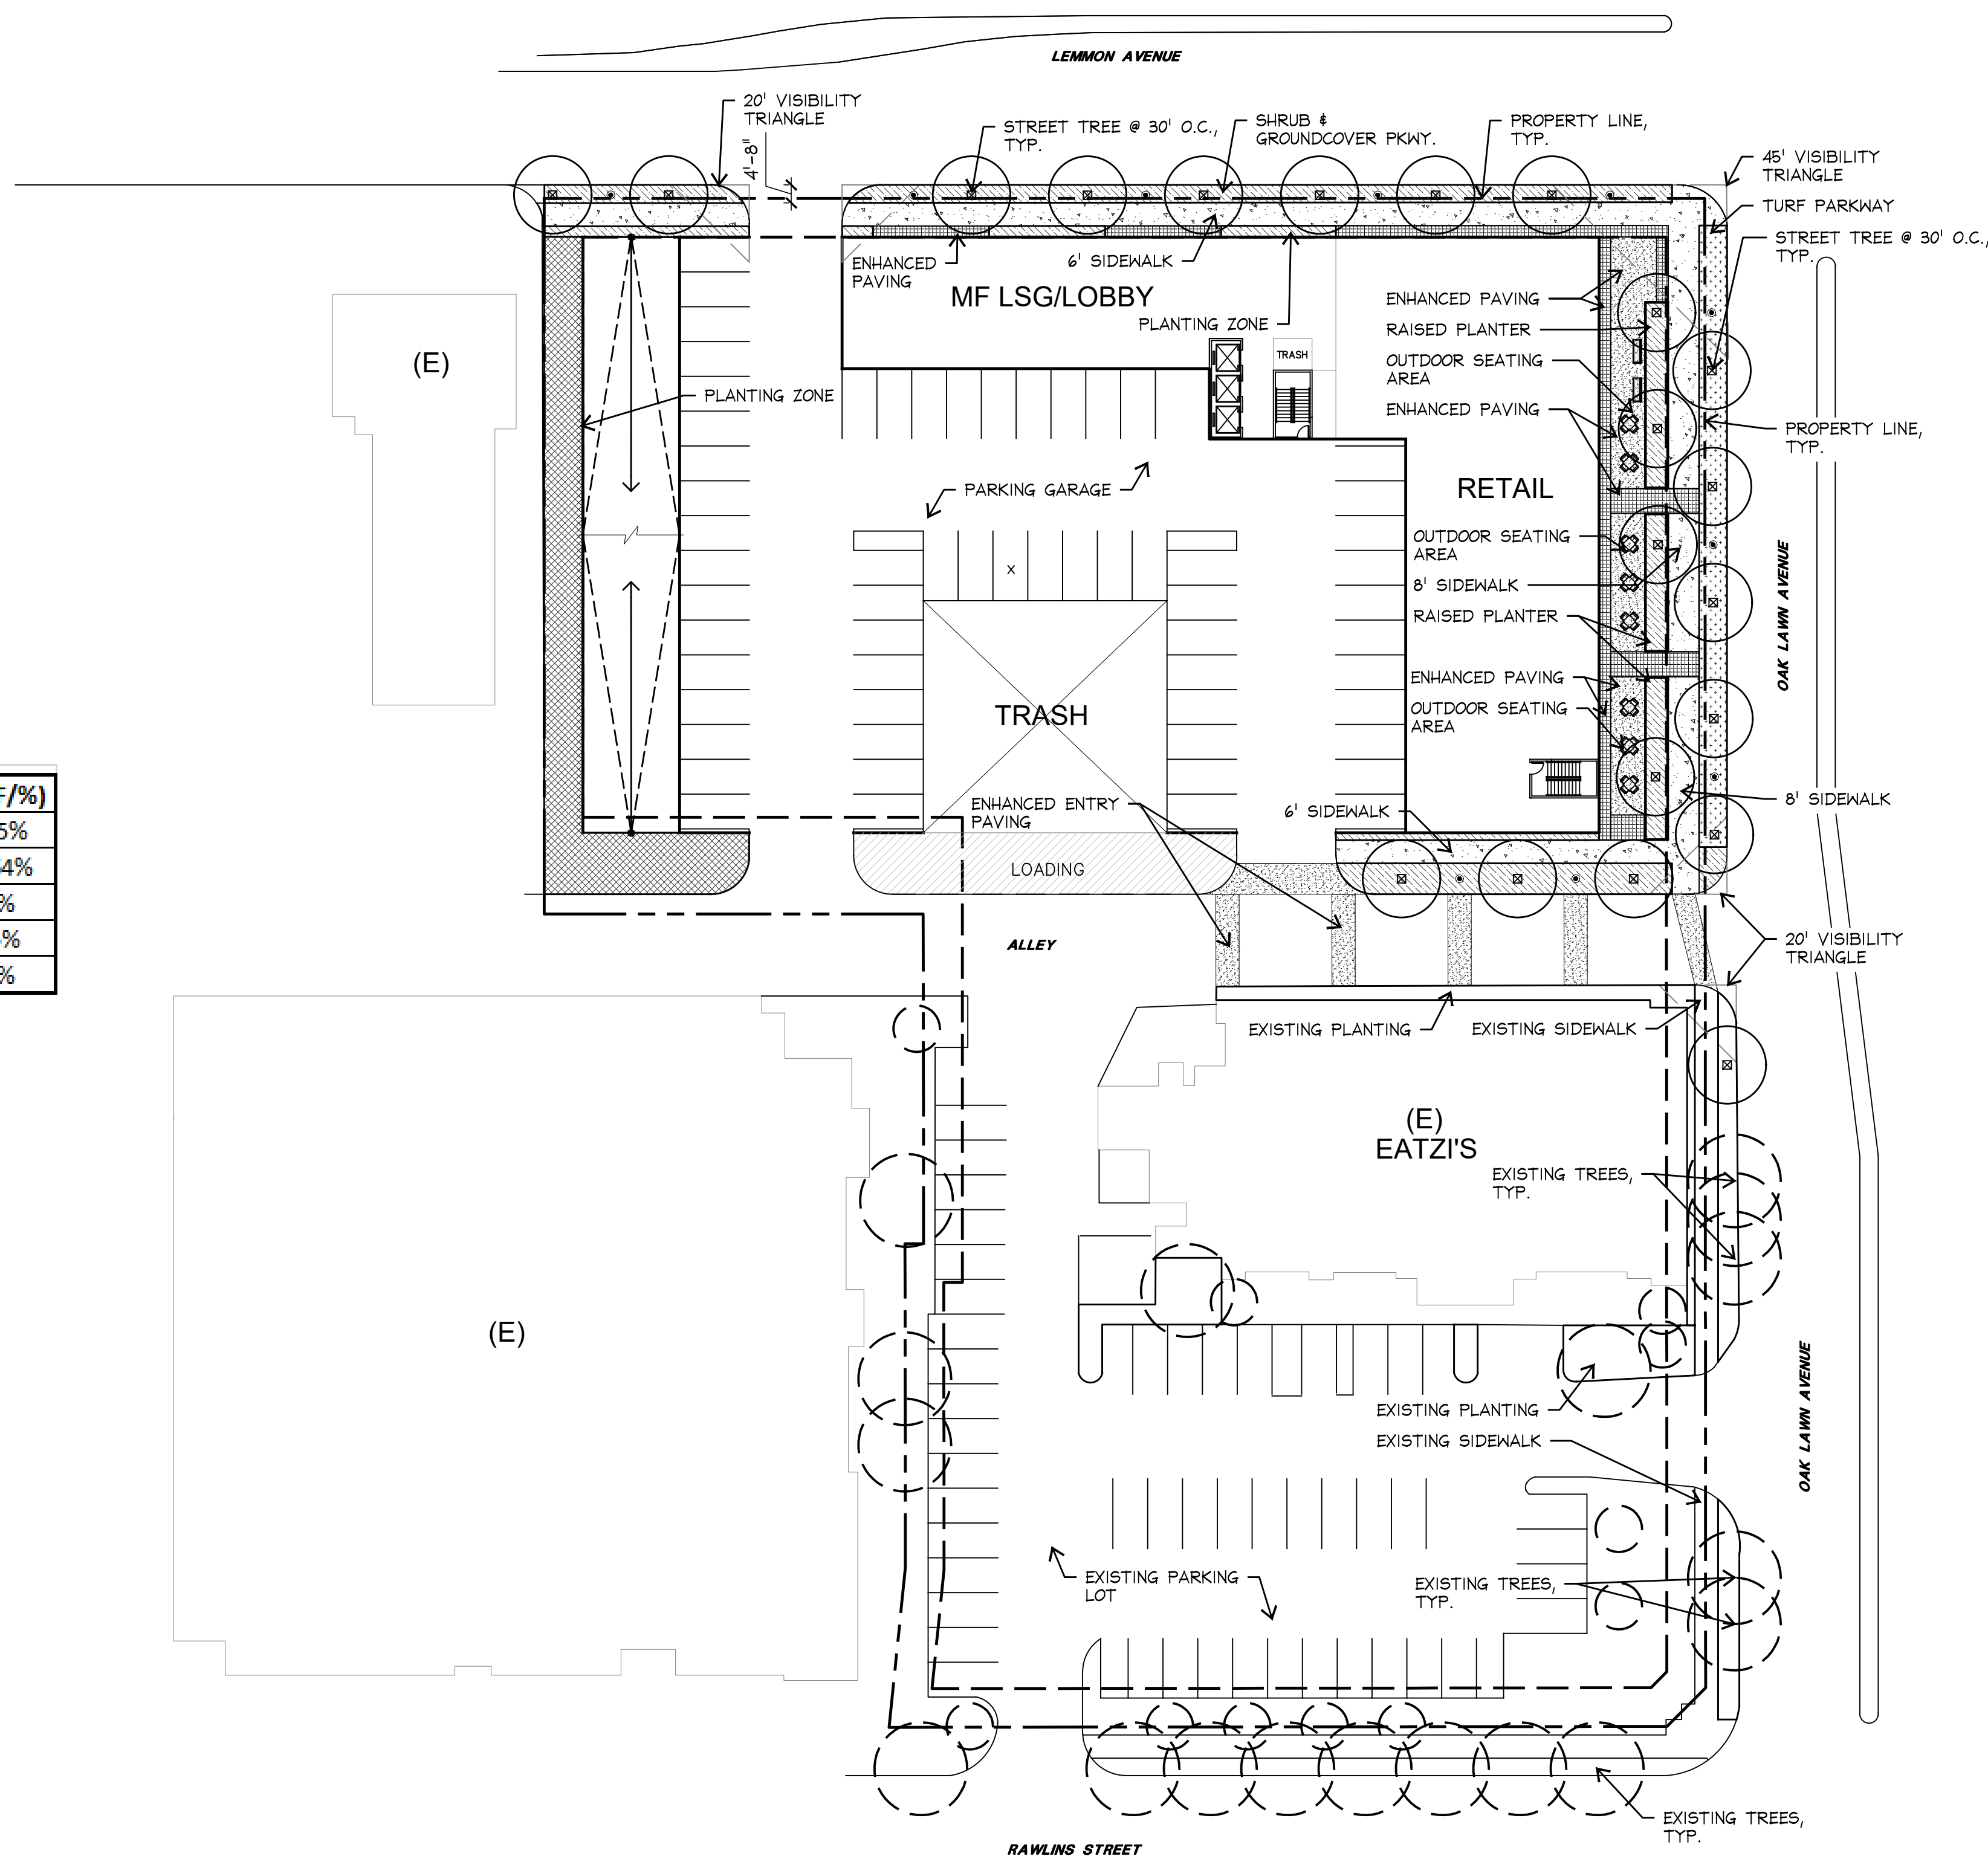 LEMMON AVENUE
20' VISIBILITY
TRIANGLE
4'-8"
STREET TREE @ 30' O.C.,
TYP.
SHRUB &
GROUNDCOVER PKWY.
PROPERTY LINE,
TYP.
45' VISIBILITY
TRIANGLE
TURF PARKWAY
STREET TREE @ 30' O.C.,
TYP.
ENHANCED
PAVING
6' SIDEWALK
MF LSG/LOBBY
PLANTING ZONE
ENHANCED PAVING
RAISED PLANTER
OUTDOOR SEATING
AREA
ENHANCED PAVING
TRASH
(E)
PLANTING ZONE
PROPERTY LINE,
TYP.
PARKING GARAGE
RETAIL
OUTDOOR SEATING
AREA
8' SIDEWALK
RAISED PLANTER
X
OAK LAWN AVENUE
ENHANCED PAVING
OUTDOOR SEATING
AREA
TRASH
ENHANCED ENTRY
PAVING
6' SIDEWALK
8' SIDEWALK
/%)
5%
4%
%
%
%
LOADING
ALLEY
20' VISIBILITY
TRIANGLE
EXISTING PLANTING
EXISTING SIDEWALK
(E)
EATZI'S
EXISTING TREES,
TYP.
(E)
EXISTING PLANTING
EXISTING SIDEWALK
OAK LAWN AVENUE
EXISTING PARKING
LOT
EXISTING TREES,
TYP.
EXISTING TREES,
TYP.
RAWLINS STREET